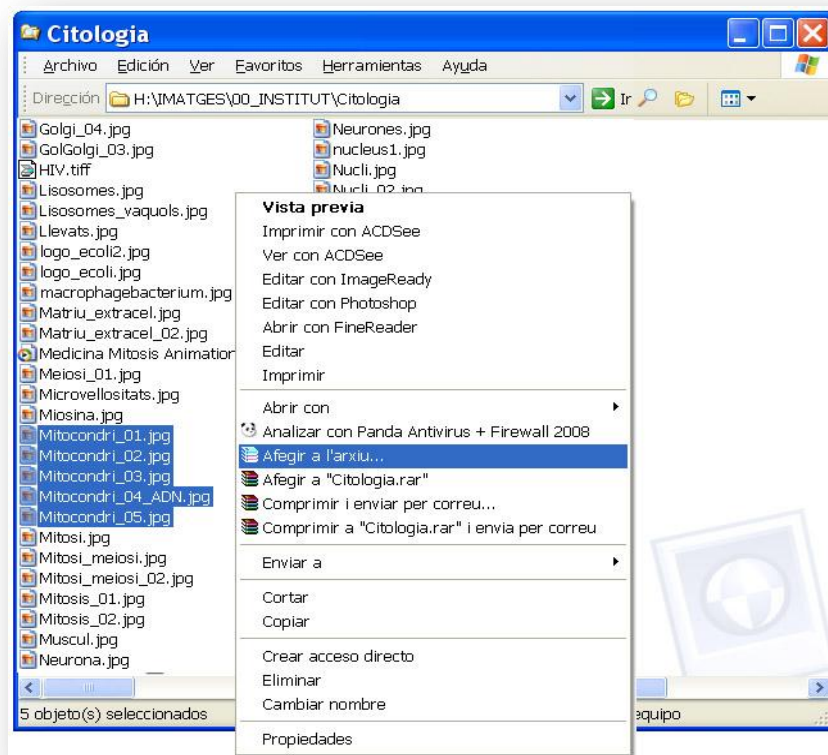 Citologia
Archivo Edición Ver Favoritos Herramientas Ayuda
Dirección H:\IMATGES\00_INSTITUT\Citologia Ir
Golgi_04.jpg
GolGolgi_03.jpg
HIV.tiff
Lisosomes.jpg
Lisosomes_vaquols.jpg
Llevats.jpg
logo_ecoli2.jpg
logo_ecoli.jpg
macrophagebacterium.jpg
Matriu_extracel.jpg
Matriu_extracel_02.jpg
Medicina Mitosis Animation
Meiosi_01.jpg
Microvellositats.jpg
Miosina.jpg
Mitocondri_01.jpg
Mitocondri_02.jpg
Mitocondri_03.jpg
Mitocondri_04_ADN.jpg
Mitocondri_05.jpg
Mitosi.jpg
Mitosi_meiosi.jpg
Mitosi_meiosi_02.jpg
Mitosis_01.jpg
Mitosis_02.jpg
Muscul.jpg
Neurona.jpg
Neurones.jpg
nucleus1.jpg
Nucli.jpg
Nucli_02.jpg
Vista previa
Imprimir con ACDSee
Ver con ACDSee
Editar con ImageReady
Editar con Photoshop
Abrir con FineReader
Editar
Imprimir
Abrir con
Analizar con Panda Antivirus + Firewall 2008
Afegir a l'arxiu...
Afegir a "Citologia.rar"
Comprimir i enviar per correu...
Comprimir a "Citologia.rar" i envia per correu
Enviar a
Cortar
Copiar
Crear acceso directo
Eliminar
Cambiar nombre
Propiedades
5 objeto(s) seleccionados equipo